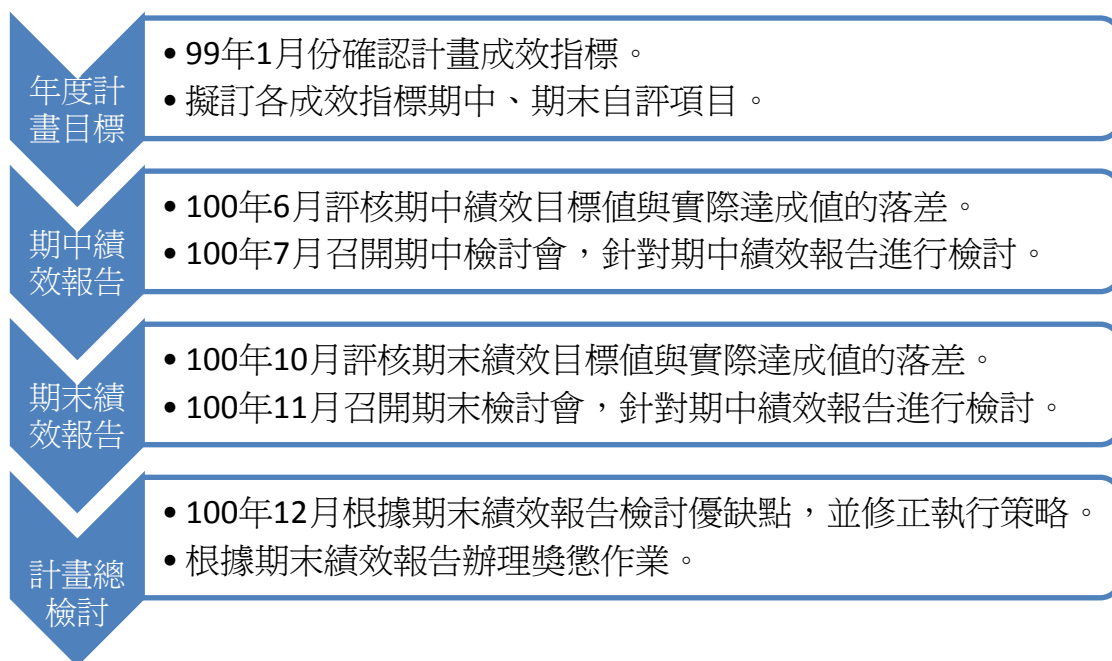 年度計
畫目標
• 99年1月份確認計畫成效指標。
• 擬訂各成效指標期中、期末自評項目。
期中績
效報告
• 100年6月評核期中績效目標值與實際達成值的落差。
• 100年7月召開期中檢討會，針對期中績效報告進行檢討。
期末績
效報告
• 100年10月評核期末績效目標值與實際達成值的落差。
• 100年11月召開期末檢討會，針對期中績效報告進行檢討。
計畫總
檢討
• 100年12月根據期末績效報告檢討優缺點，並修正執行策略。
• 根據期末績效報告辦理獎懲作業。